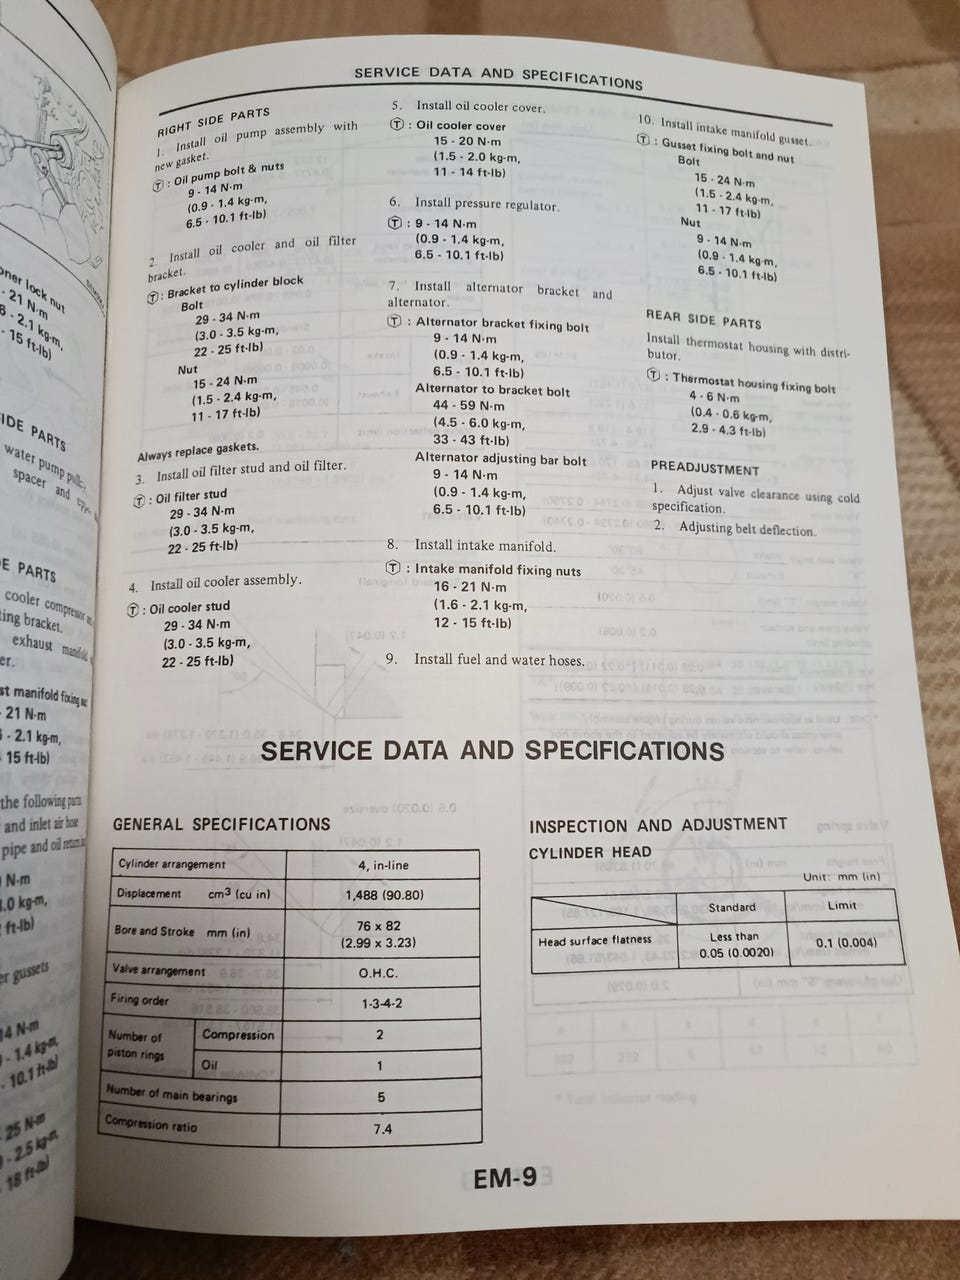 SERVICE DATA AND SPECIFICATIONS
RIGHT SIDE PARTS
1. Install oil pump assembly with
new gasket.
Ⓣ : Oil pump bolt & nuts
9 - 14 N·m
(0.9 - 1.4 kg-m,
6.5 - 10.1 ft-lb)
2. Install oil cooler and oil filter
bracket.
Ⓣ : Bracket to cylinder block
Bolt
29 - 34 N·m
(3.0 - 3.5 kg-m,
22 - 25 ft-lb)
Nut
15 - 24 N·m
(1.5 - 2.4 kg-m,
11 - 17 ft-lb)
Always replace gaskets.
3. Install oil filter stud and oil filter.
Ⓣ : Oil filter stud
29 - 34 N·m
(3.0 - 3.5 kg-m,
22 - 25 ft-lb)
4. Install oil cooler assembly.
Ⓣ : Oil cooler stud
29 - 34 N·m
(3.0 - 3.5 kg-m,
22 - 25 ft-lb)
5. Install oil cooler cover.
Ⓣ : Oil cooler cover
15 - 20 N·m
(1.5 - 2.0 kg-m,
11 - 14 ft-lb)
6. Install pressure regulator.
Ⓣ : 9 - 14 N·m
(0.9 - 1.4 kg-m,
6.5 - 10.1 ft-lb)
7. Install alternator bracket and
alternator.
Ⓣ : Alternator bracket fixing bolt
9 - 14 N·m
(0.9 - 1.4 kg-m,
6.5 - 10.1 ft-lb)
Alternator to bracket bolt
44 - 59 N·m
(4.5 - 6.0 kg-m,
33 - 43 ft-lb)
Alternator adjusting bar bolt
9 - 14 N·m
(0.9 - 1.4 kg-m,
6.5 - 10.1 ft-lb)
8. Install intake manifold.
Ⓣ : Intake manifold fixing nuts
16 - 21 N·m
(1.6 - 2.1 kg-m,
12 - 15 ft-lb)
9. Install fuel and water hoses.
10. Install intake manifold gusset.
Ⓣ : Gusset fixing bolt and nut
Bolt
15 - 24 N·m
(1.5 - 2.4 kg-m,
11 - 17 ft-lb)
Nut
9 - 14 N·m
(0.9 - 1.4 kg-m,
6.5 - 10.1 ft-lb)
REAR SIDE PARTS
Install thermostat housing with distri-
butor.
Ⓣ : Thermostat housing fixing bolt
4 - 6 N·m
(0.4 - 0.6 kg-m,
2.9 - 4.3 ft-lb)
PREADJUSTMENT
1. Adjust valve clearance using cold
specification.
2. Adjusting belt deflection.
SERVICE DATA AND SPECIFICATIONS
GENERAL SPECIFICATIONS
Cylinder arrangement 4, in-line
Displacement cm³ (cu in) 1,488 (90.80)
Bore and Stroke mm (in) 76 x 82
(2.99 x 3.23)
Valve arrangement O.H.C.
Firing order 1-3-4-2
Number of
piston rings
Compression 2
Oil 1
Number of main bearings 5
Compression ratio 7.4
INSPECTION AND ADJUSTMENT
CYLINDER HEAD
Unit: mm (in)
Standard Limit
Head surface flatness Less than
0.05 (0.0020) 0.1 (0.004)
EM-9